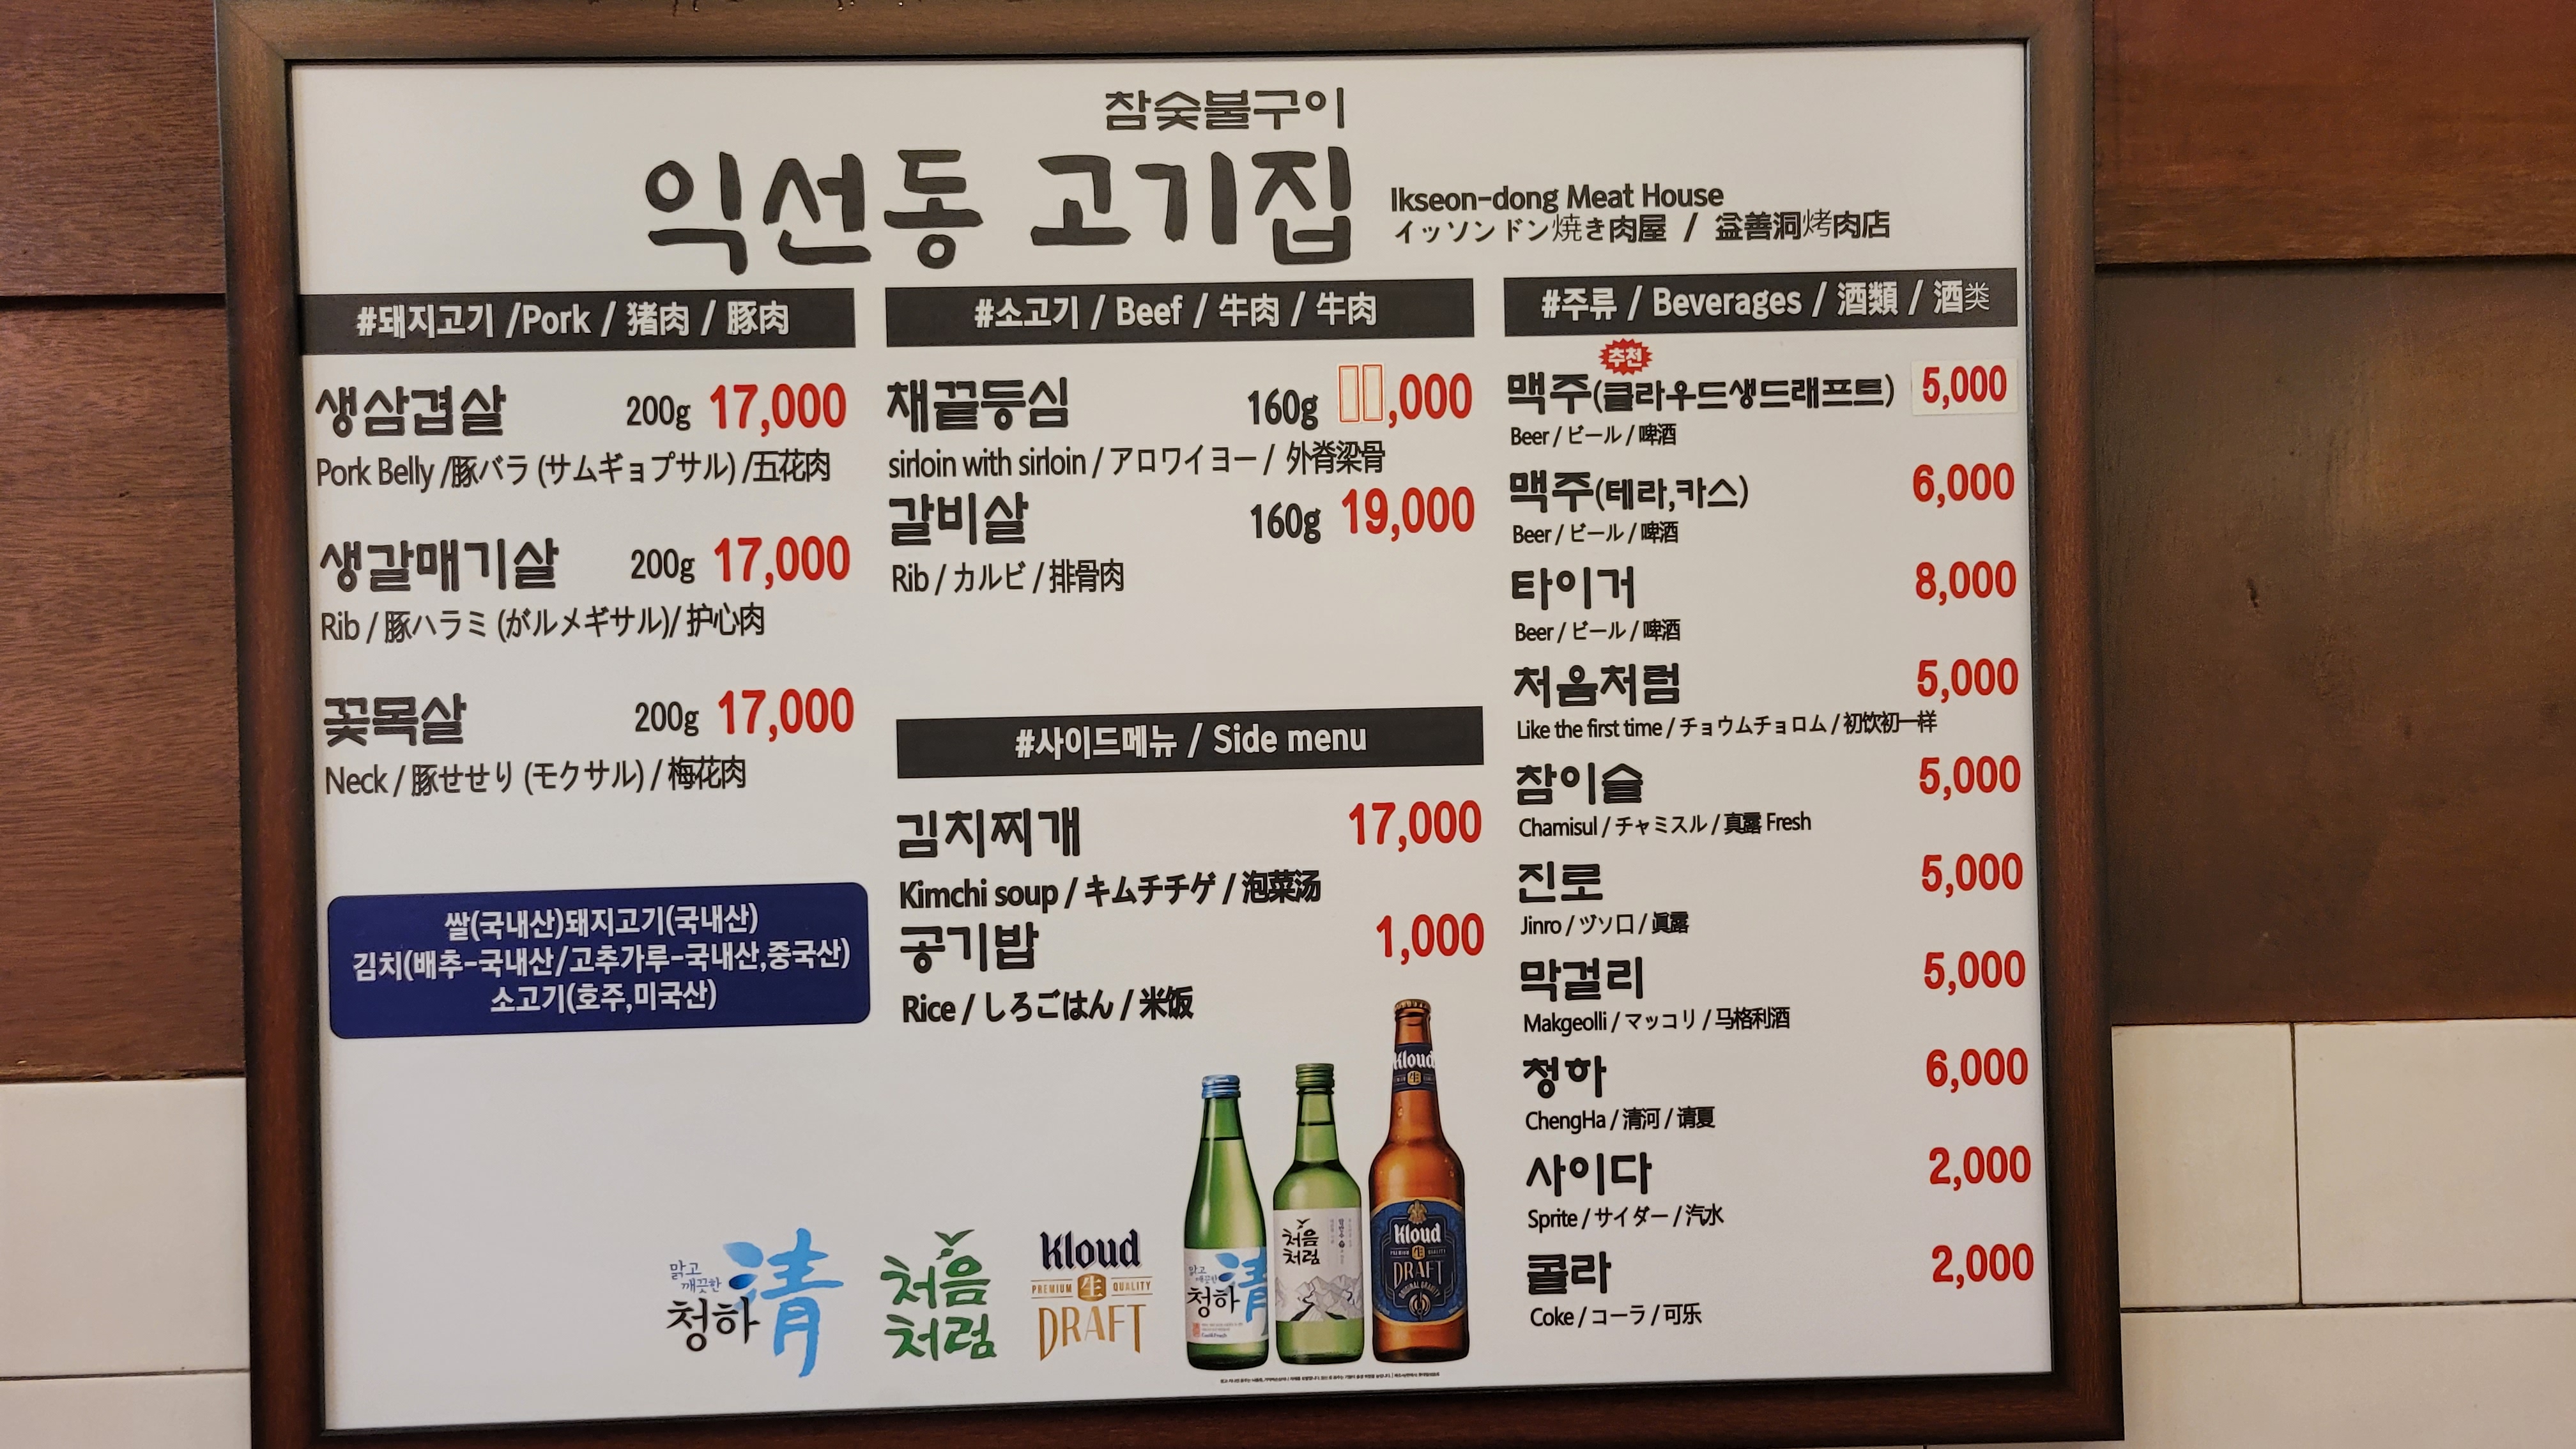 참숯불구이
익선동 고기집
Ikseon-dong Meat House
イッソンドン焼き肉屋 / 益善洞烤肉店
#돼지고기 /Pork / 猪肉 / 豚肉
생삼겹살 200g 17,000
Pork Belly /豚バラ (サムギョプサル) /五花肉
생갈매기살 200g 17,000
Rib / 豚ハラミ (がルメギサル)/ 护心肉
꽃목살 200g 17,000
Neck / 豚せせり (モクサル) / 梅花肉
쌀(국내산)돼지고기(국내산)
김치(배추-국내산/고추가루-국내산,중국산)
소고기(호주,미국산)
#소고기 / Beef / 牛肉 / 牛肉
채끝등심 160g ,000
sirloin with sirloin / アロワイヨー / 外脊梁骨
갈비살 160g 19,000
Rib / カルビ / 排骨肉
#사이드메뉴 / Side menu
김치찌개 17,000
Kimchi soup / キムチチゲ / 泡菜汤
공기밥 1,000
Rice / しろごはん / 米饭
#주류 / Beverages / 酒類 / 酒类
추천
맥주(클라우드생드래프트) 5,000
Beer / ビール / 啤酒
맥주(테라,카스) 6,000
Beer / ビール / 啤酒
타이거 8,000
Beer / ビール / 啤酒
처음처럼 5,000
Like the first time / チョウムチョロム / 初饮初一样
참이슬 5,000
Chamisul / チャミスル / 真露 Fresh
진로 5,000
Jinro / ヅソロ / 眞露
막걸리 5,000
Makgeolli / マッコリ / 马格利酒
청하 6,000
ChengHa / 清河 / 请夏
사이다 2,000
Sprite / サイダー / 汽水
콜라 2,000
Coke / コーラ / 可乐
맑고
깨끗한
청하 清
처음
처럼
Kloud
PREMIUM 生 QUALITY
DRAFT
청하 清
처음
처럼
Kloud
生
Kloud
PREMIUM 生 QUALITY
DRAFT